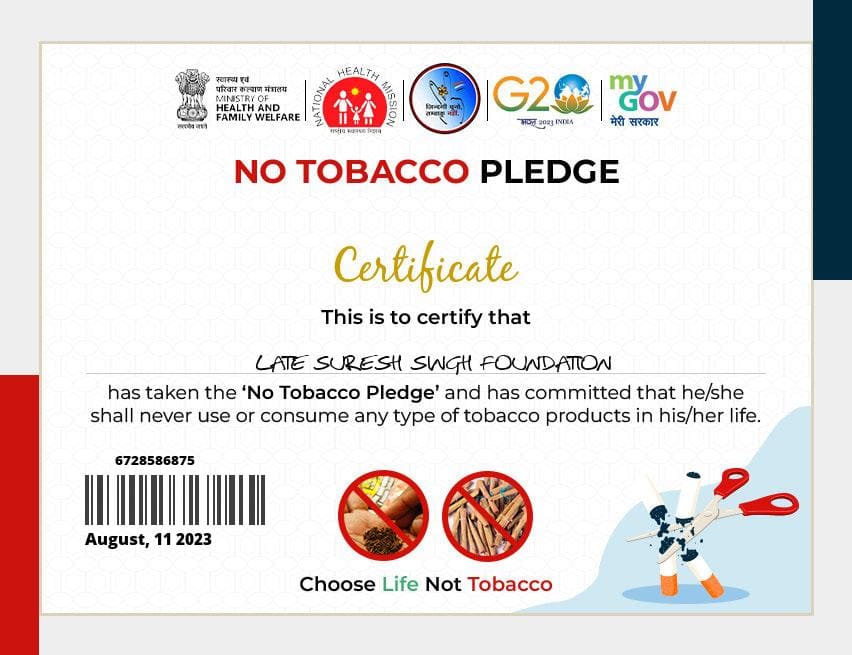 स्वास्थ्य एवं
परिवार कल्याण मंत्रालय
MINISTRY OF
HEALTH AND
FAMILY WELFARE
सत्यमेव जयते
NATIONAL HEALTH MISSION
राष्ट्रीय स्वास्थ्य मिशन
जिन्दगी चुनो,
तम्बाकू नहीं.
G20
भारत 2023 INDIA
my
GOV
मेरी सरकार
NO TOBACCO PLEDGE
Certificate
This is to certify that
LATE SURESH SINGH FOUNDATION
has taken the ‘No Tobacco Pledge’ and has committed that he/she
shall never use or consume any type of tobacco products in his/her life.
6728586875
August, 11 2023
Choose Life Not Tobacco